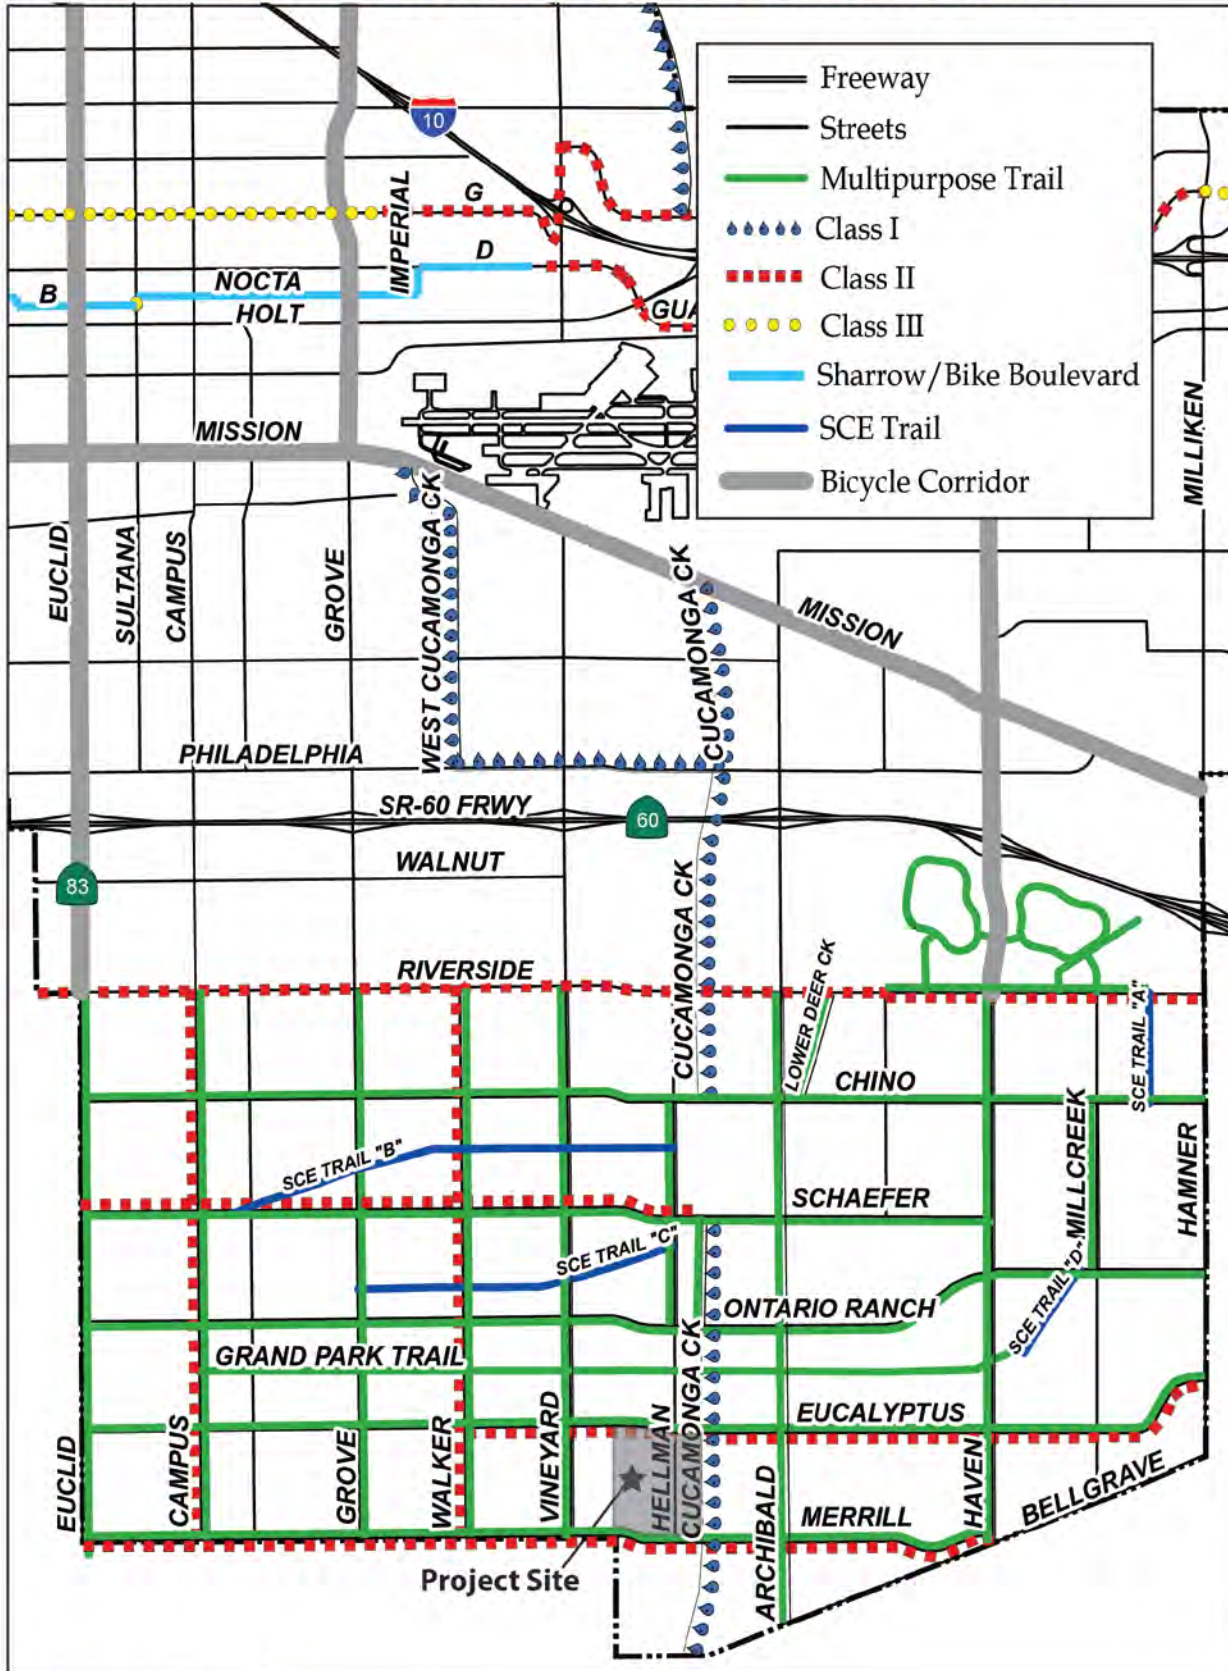 Freeway
Streets
Multipurpose Trail
Class I
Class II
Class III
Sharrow/Bike Boulevard
SCE Trail
Bicycle Corridor
10
G
IMPERIAL
D
B
NOCTA
HOLT
GUA
MISSION
MILLIKEN
EUCLID
SULTANA
CAMPUS
GROVE
WEST CUCAMONGA CK
CUCAMONGA CK
MISSION
PHILADELPHIA
SR-60 FRWY
60
WALNUT
83
CUCAMONGA CK
RIVERSIDE
LOWER DEER CK
CHINO
SCE TRAIL "A"
SCE TRAIL "B"
SCHAEFER
MILLCREEK
HAMNER
SCE TRAIL "C"
SCE TRAIL "D"
ONTARIO RANCH
GRAND PARK TRAIL
EUCALYPTUS
EUCLID
CAMPUS
GROVE
WALKER
VINEYARD
HELLMAN
CUCAMONGA CK
ARCHIBALD
MERRILL
HAVEN
BELLGRAVE
Project Site